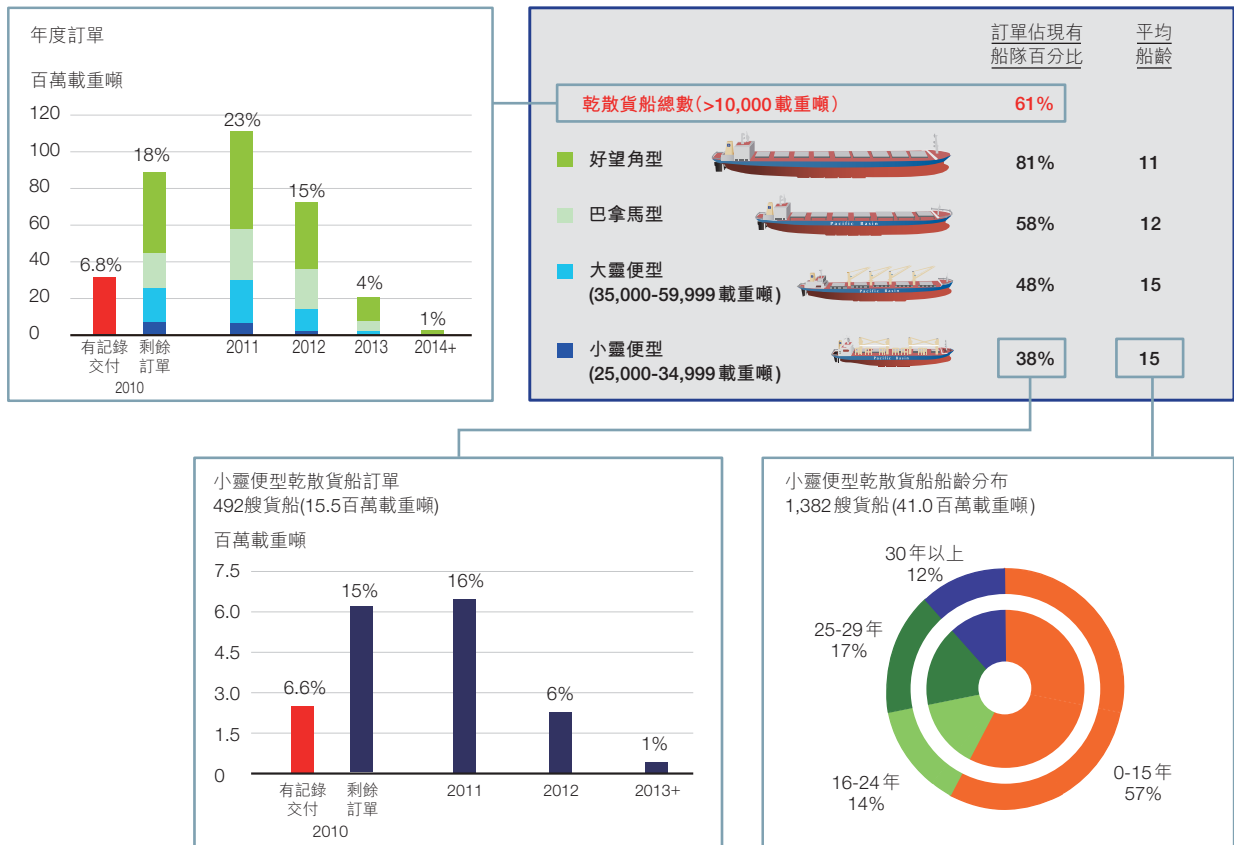 年度訂單
百萬載重噸
120
100
80
60
40
20
0
6.8%
18%
23%
15%
4%
1%
有記錄
交付
剩餘
訂單
2010
2011
2012
2013
2014+
訂單佔現有
船隊百分比
平均
船齡
乾散貨船總數(>10,000載重噸) 61%
好望角型 81% 11
巴拿馬型 Pacific Basin 58% 12
大靈便型
(35,000-59,999載重噸) Pacific Basin 48% 15
小靈便型
(25,000-34,999載重噸) Pacific Basin 38% 15
小靈便型乾散貨船訂單
492艘貨船(15.5百萬載重噸)
百萬載重噸
7.5
6.0
4.5
3.0
1.5
0
6.6%
15%
16%
6%
1%
有記錄
交付
剩餘
訂單
2010
2011
2012
2013+
小靈便型乾散貨船船齡分布
1,382艘貨船(41.0百萬載重噸)
30年以上
12%
25-29年
17%
16-24年
14%
0-15年
57%